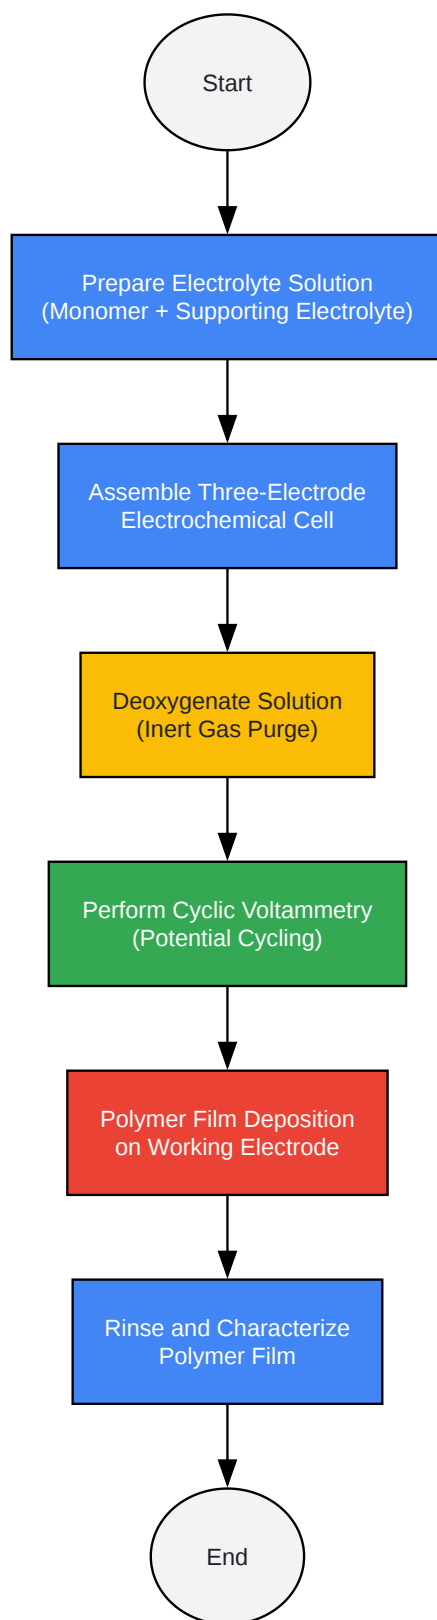 Start
Prepare Electrolyte Solution
(Monomer + Supporting Electrolyte)
Assemble Three-Electrode
Electrochemical Cell
Deoxygenate Solution
(Inert Gas Purge)
Perform Cyclic Voltammetry
(Potential Cycling)
Polymer Film Deposition
on Working Electrode
Rinse and Characterize
Polymer Film
End